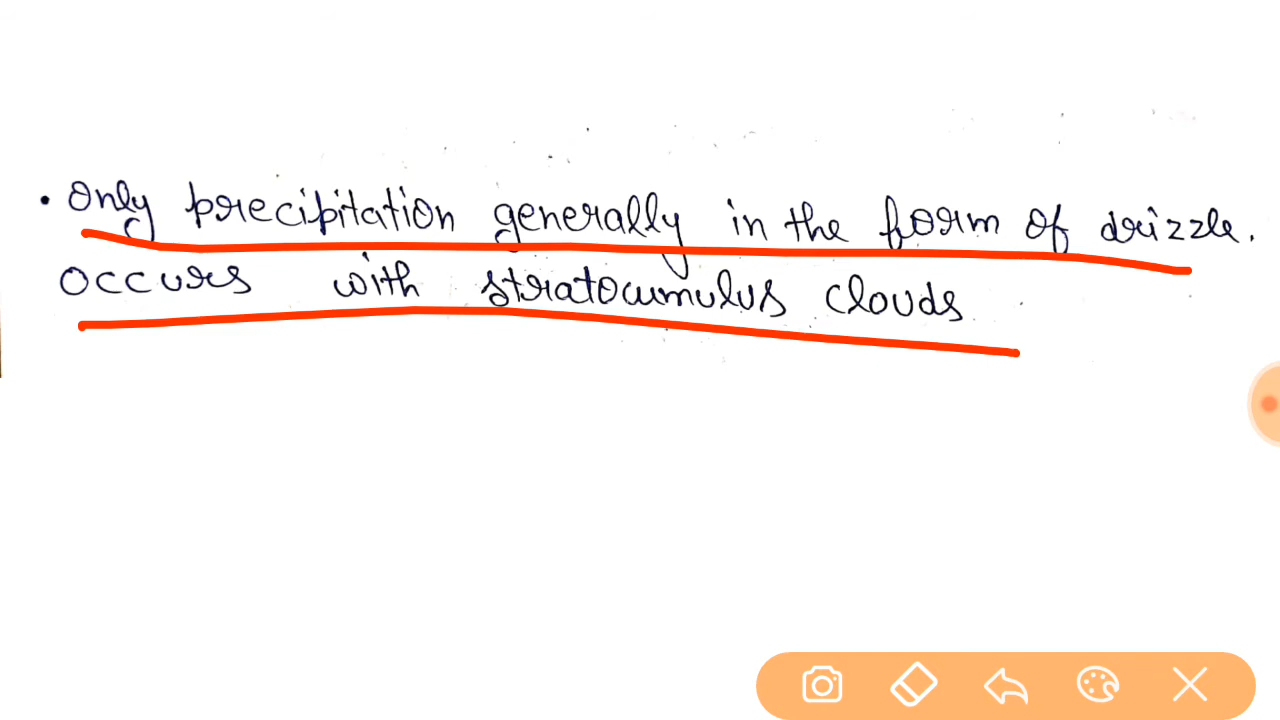 • Only precipitation generally in the form of drizzle.
occurs with stratocumulus clouds